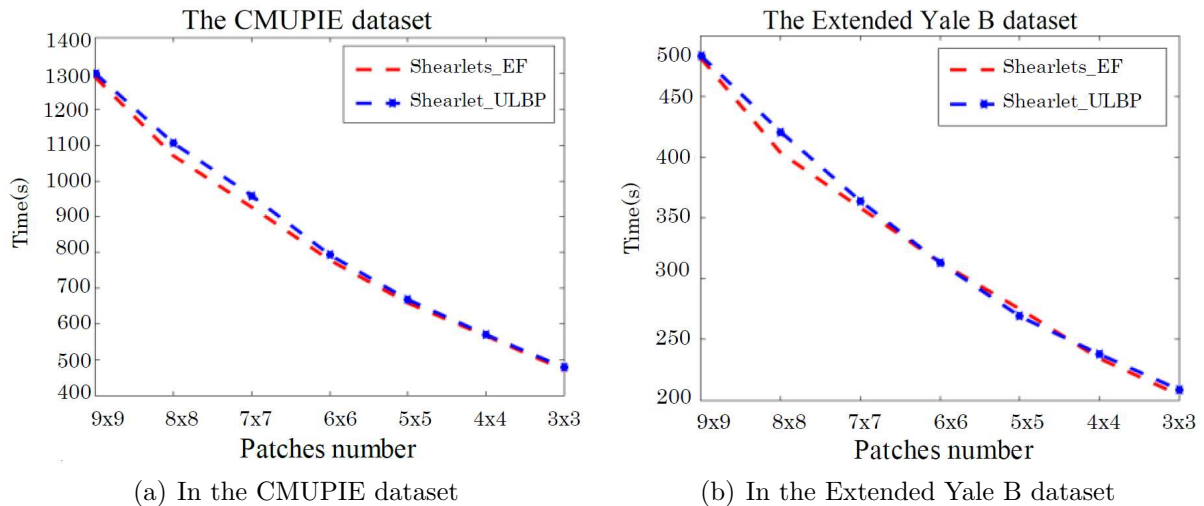 The CMUPIE dataset
1400
1300
1200
1100
1000
900
800
700
600
500
400
Time(s)
Shearlets_EF
Shearlet_ULBP
9x9 8x8 7x7 6x6 5x5 4x4 3x3
Patches number
(a) In the CMUPIE dataset
The Extended Yale B dataset
500
450
400
350
300
250
200
Time(s)
Shearlets_EF
Shearlet_ULBP
9x9 8x8 7x7 6x6 5x5 4x4 3x3
Patches number
(b) In the Extended Yale B dataset